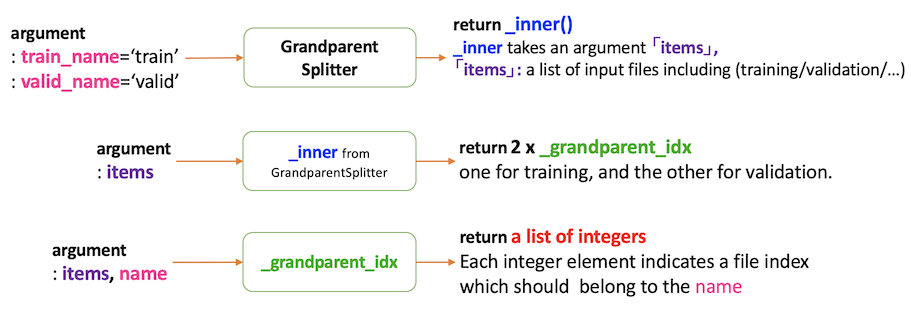 argument
: train_name=‘train’
: valid_name=‘valid’
Grandparent
Splitter
return _inner()
_inner takes an argument「items」,
「items」: a list of input files including (training/validation/…)
argument
: items
_inner from
GrandparentSplitter
return 2 x _grandparent_idx
one for training, and the other for validation.
argument
: items, name
_grandparent_idx
return a list of integers
Each integer element indicates a file index
which should belong to the name